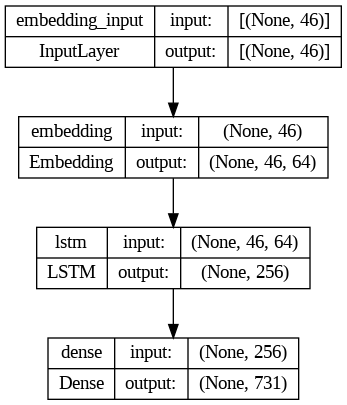 embedding_input input: [(None, 46)]
InputLayer output: [(None, 46)]
embedding input: (None, 46)
Embedding output: (None, 46, 64)
lstm input: (None, 46, 64)
LSTM output: (None, 256)
dense input: (None, 256)
Dense output: (None, 731)